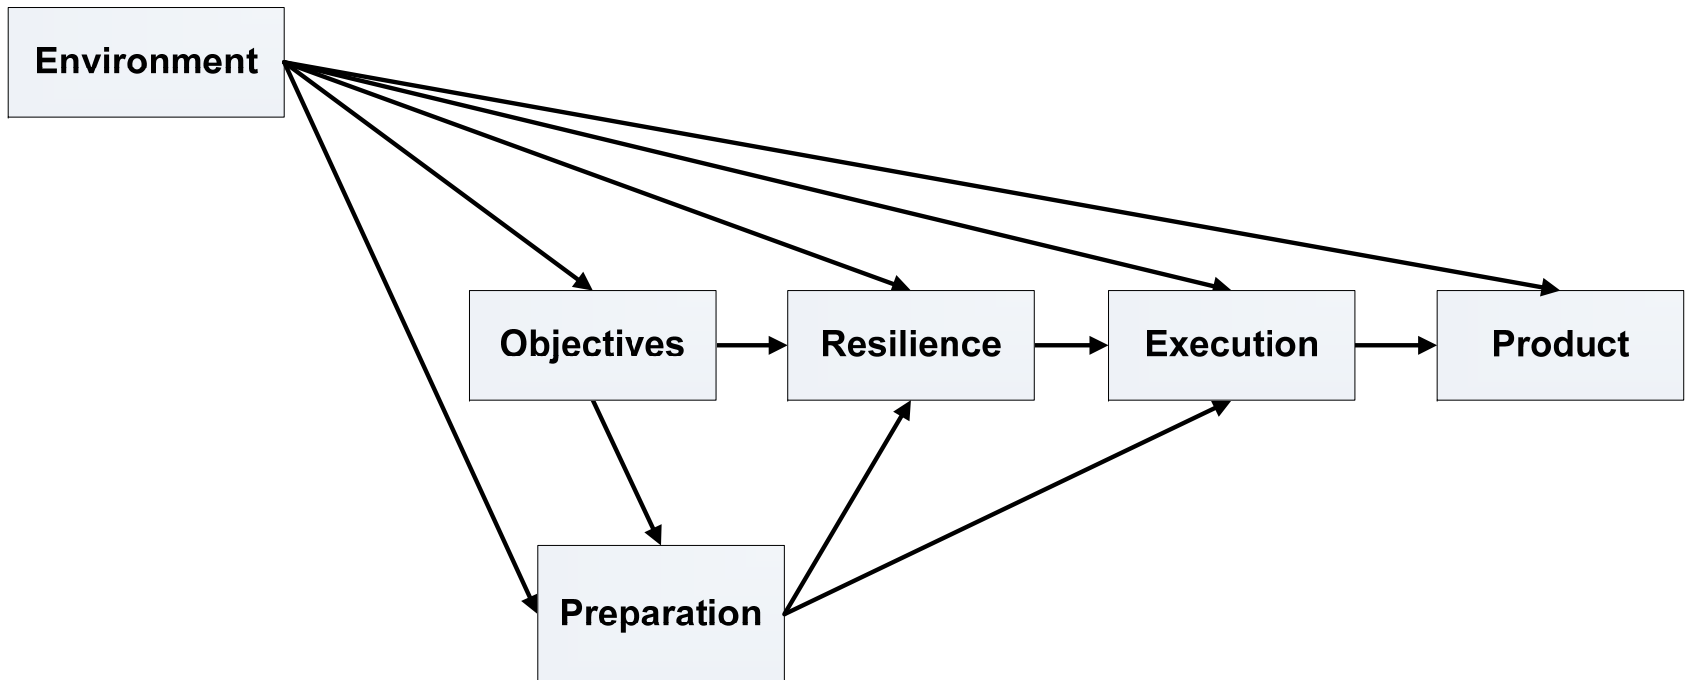 Environment
Objectives
Resilience
Execution
Product
Preparation